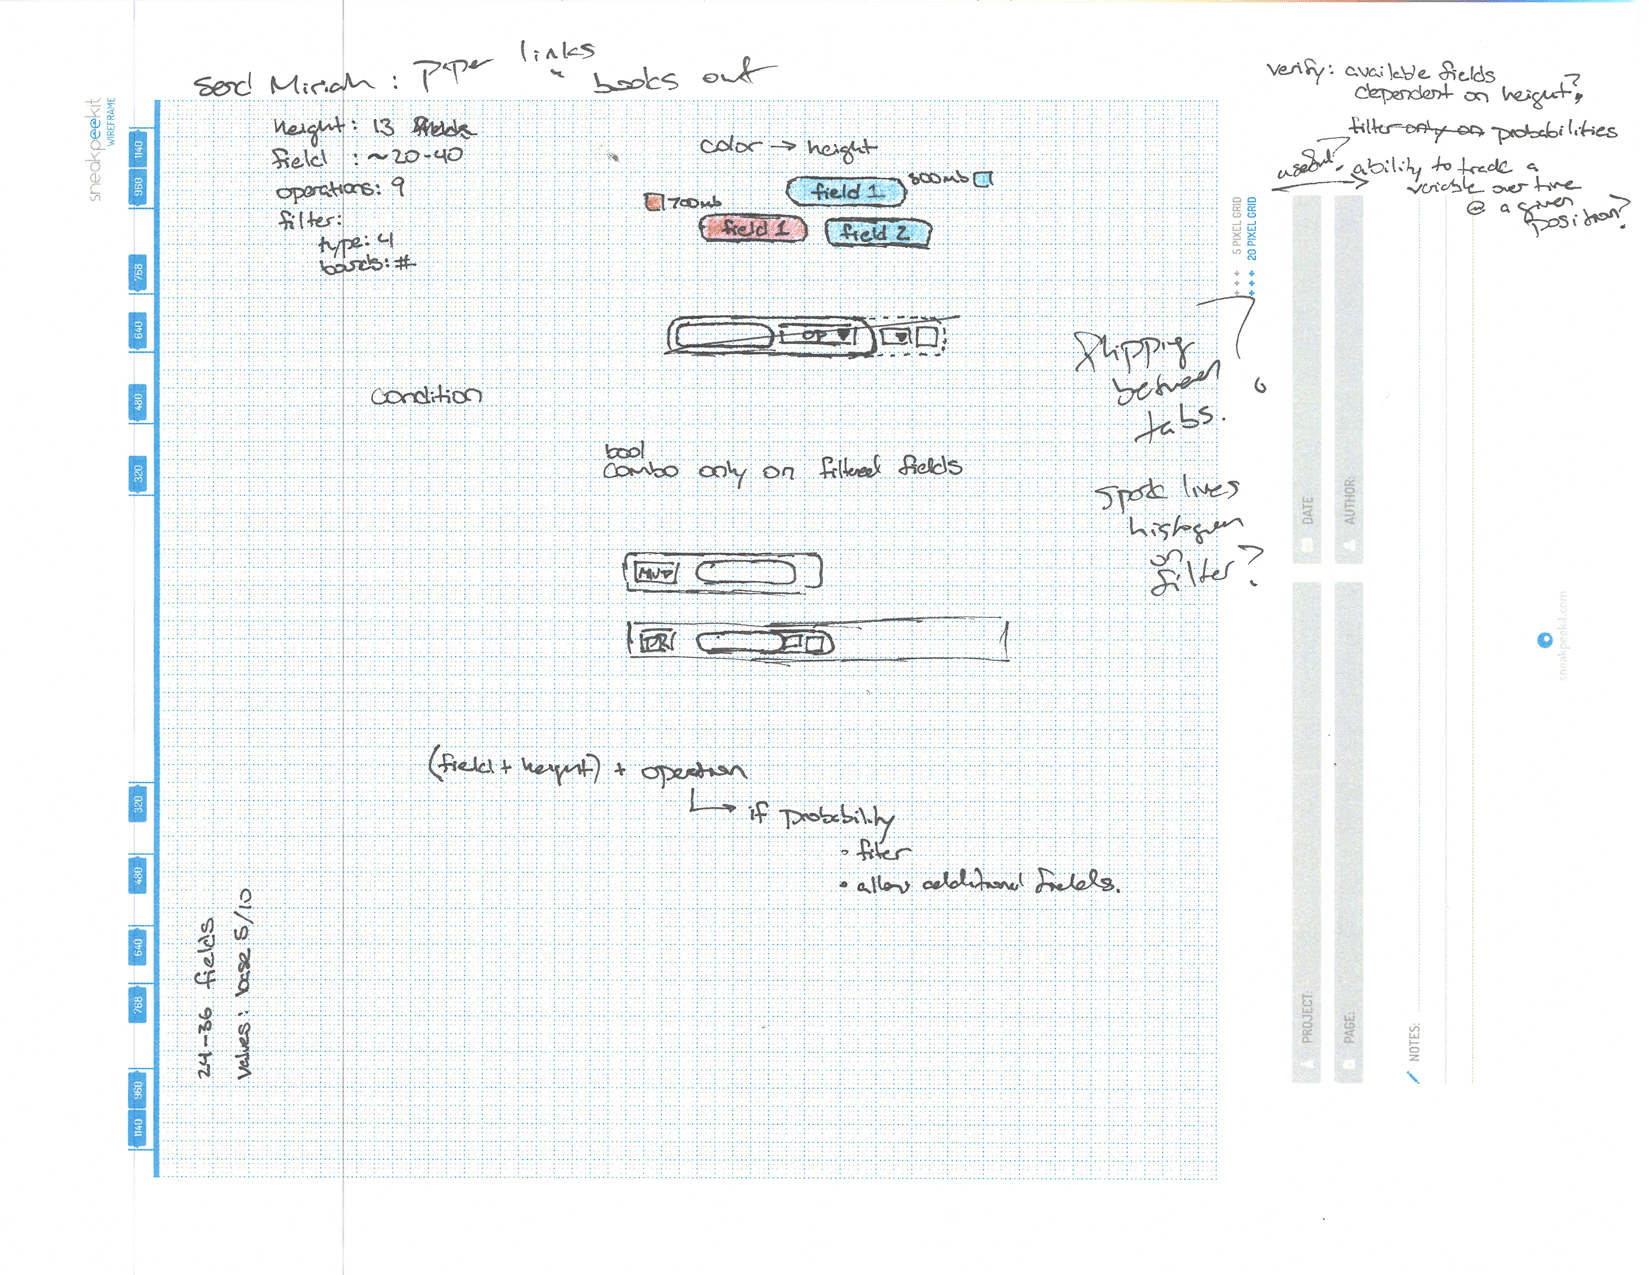 send Miriah: paper links
books out
verify: available fields
dependent on height?
filter only on probabilities
useful? ability to track a
variable over time
@ a given
position?
sneakpeekit
WIREFRAME
height: 13 fields
field : ~20-40
operations: 9
filter:
type: 4
bounds: #
color → height
700mb
800mb
field 1
field 1
field 2
OP
condition
bool
combo only on filtered fields
flipping
between
tabs.
?
lives
histogram
on
filter?
(field + height) + operation
if probability
• filter
• allow additional fields.
24-36 fields
values: base 5/10
1140
960
768
640
480
320
320
480
640
768
960
1140
5 PIXEL GRID
20 PIXEL GRID
DATE
AUTHOR:
PROJECT:
PAGE:
NOTES:
sneakpeekit.com